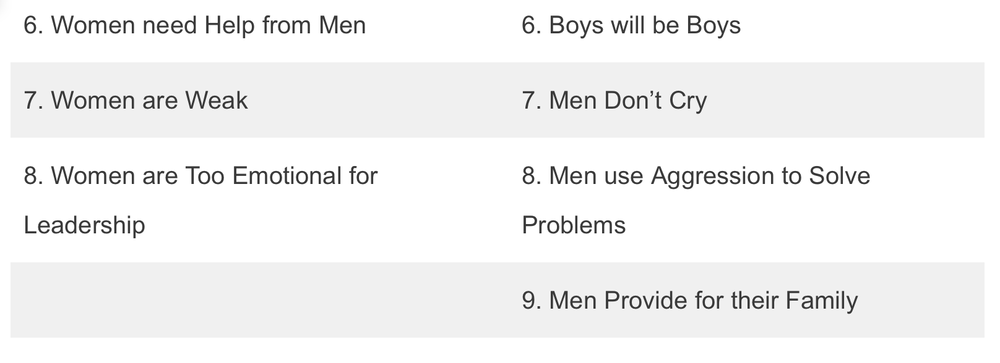 6. Women need Help from Men
6. Boys will be Boys
7. Women are Weak
7. Men Don’t Cry
8. Women are Too Emotional for
Leadership
8. Men use Aggression to Solve
Problems
9. Men Provide for their Family